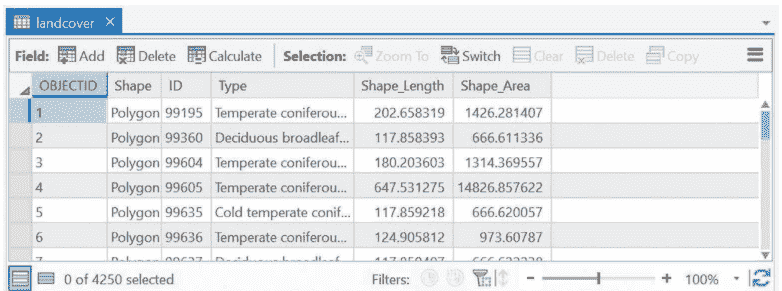 landcover
Field: Add Delete Calculate Selection: Zoom To Switch Clear Delete Copy
OBJECTID Shape ID Type Shape_Length Shape_Area
1 Polygon 99195 Temperate coniferou... 202.658319 1426.281407
2 Polygon 99360 Deciduous broadleaf... 117.858393 666.611336
3 Polygon 99604 Temperate coniferou... 180.203603 1314.369557
4 Polygon 99605 Temperate coniferou... 647.531275 14826.857622
5 Polygon 99635 Cold temperate conif... 117.859218 666.620057
6 Polygon 99636 Temperate coniferou... 124.905812 973.60787
0 of 4250 selected Filters: 100%